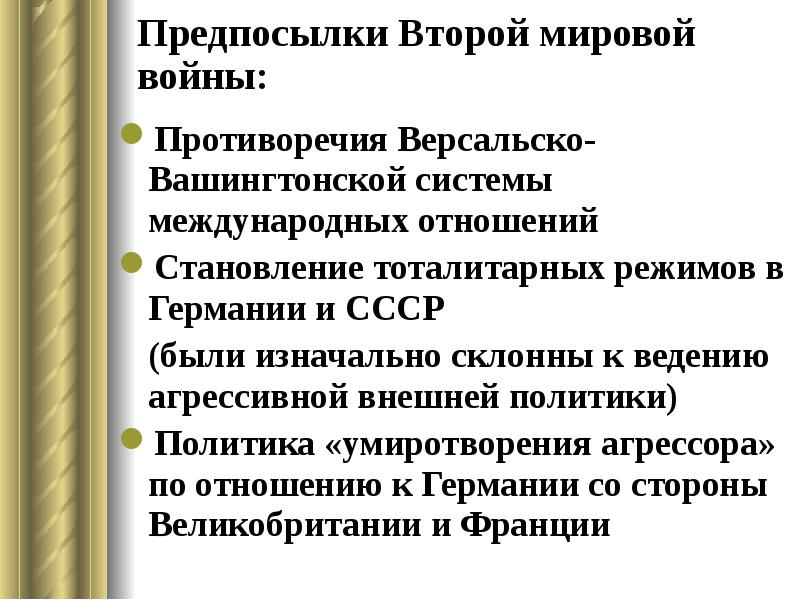 Предпосылки Второй мировой
войны:
Противоречия Версальско-
Вашингтонской системы
международных отношений
Становление тоталитарных режимов в
Германии и СССР
(были изначально склонны к ведению
агрессивной внешней политики)
Политика «умиротворения агрессора»
по отношению к Германии со стороны
Великобритании и Франции